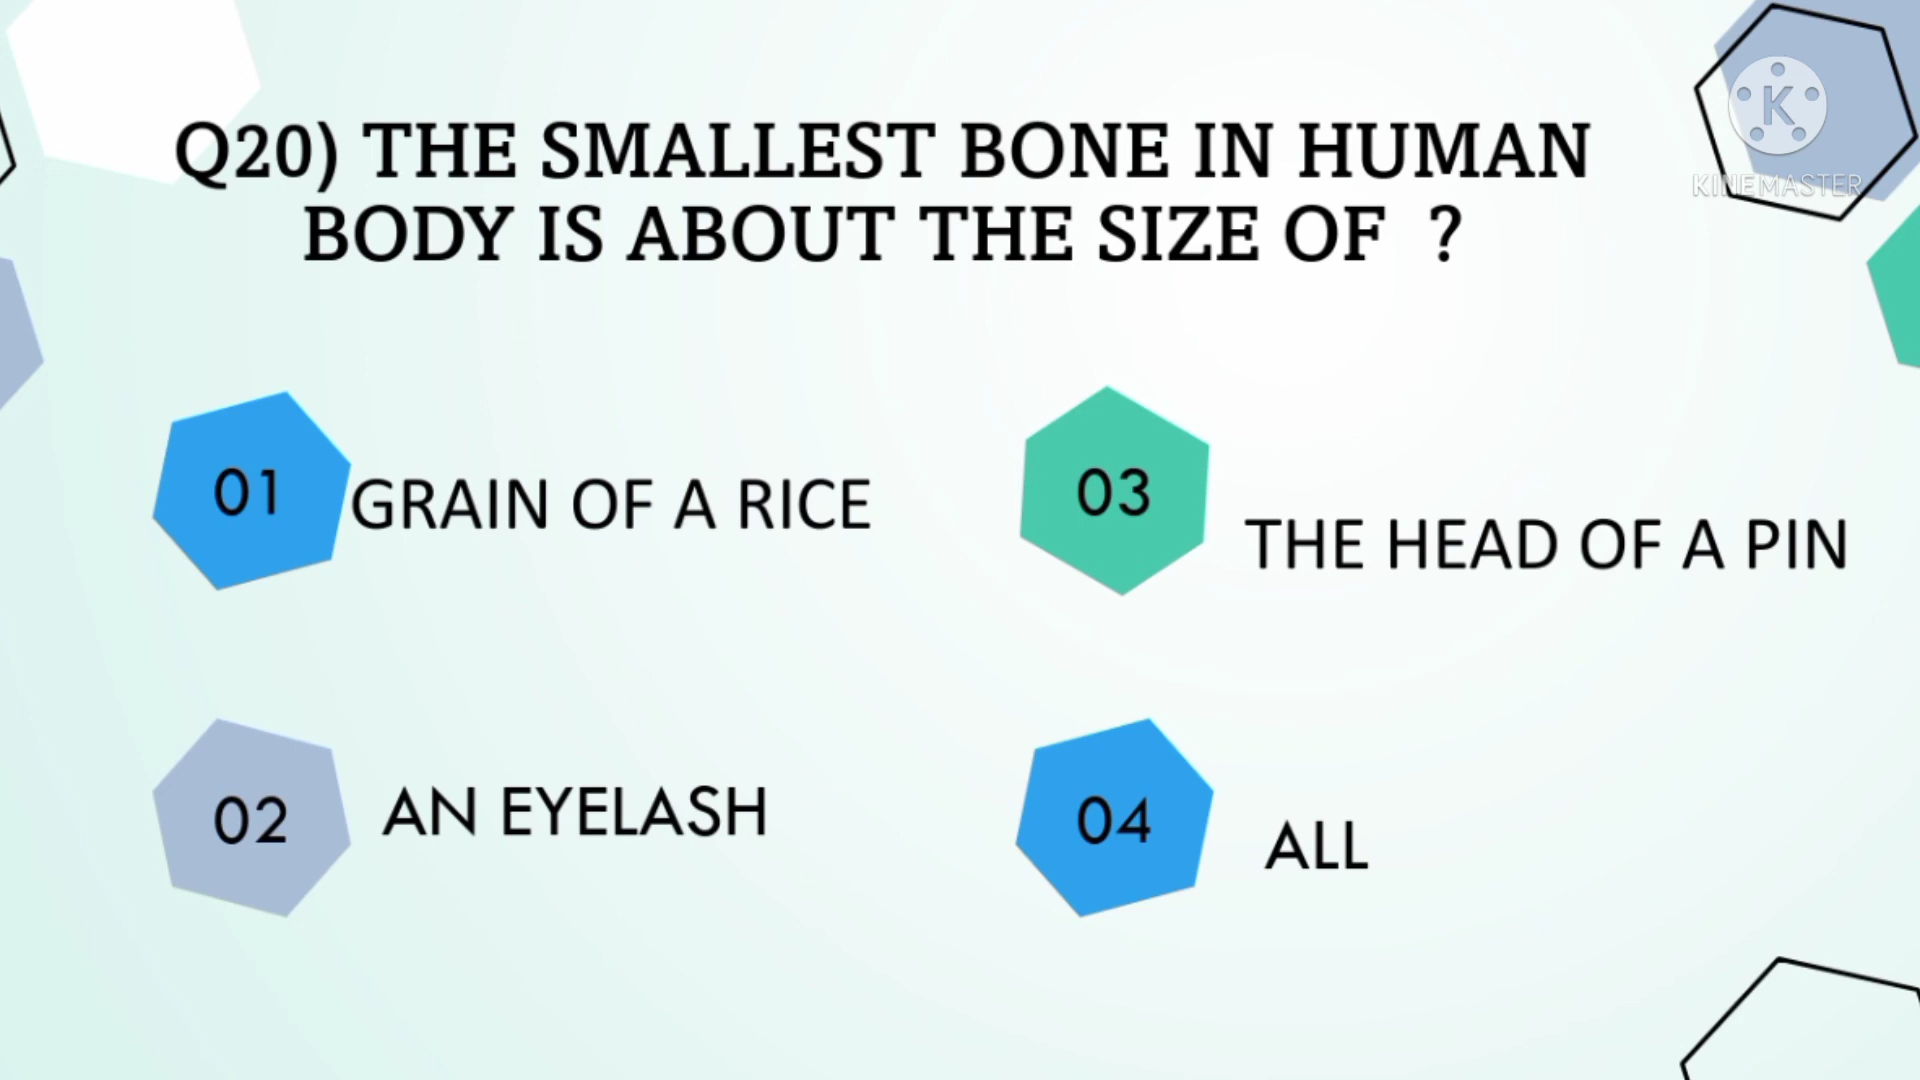 Q20) THE SMALLEST BONE IN HUMAN
BODY IS ABOUT THE SIZE OF ?
01 GRAIN OF A RICE
02 AN EYELASH
03 THE HEAD OF A PIN
04 ALL
K
KINEMASTER